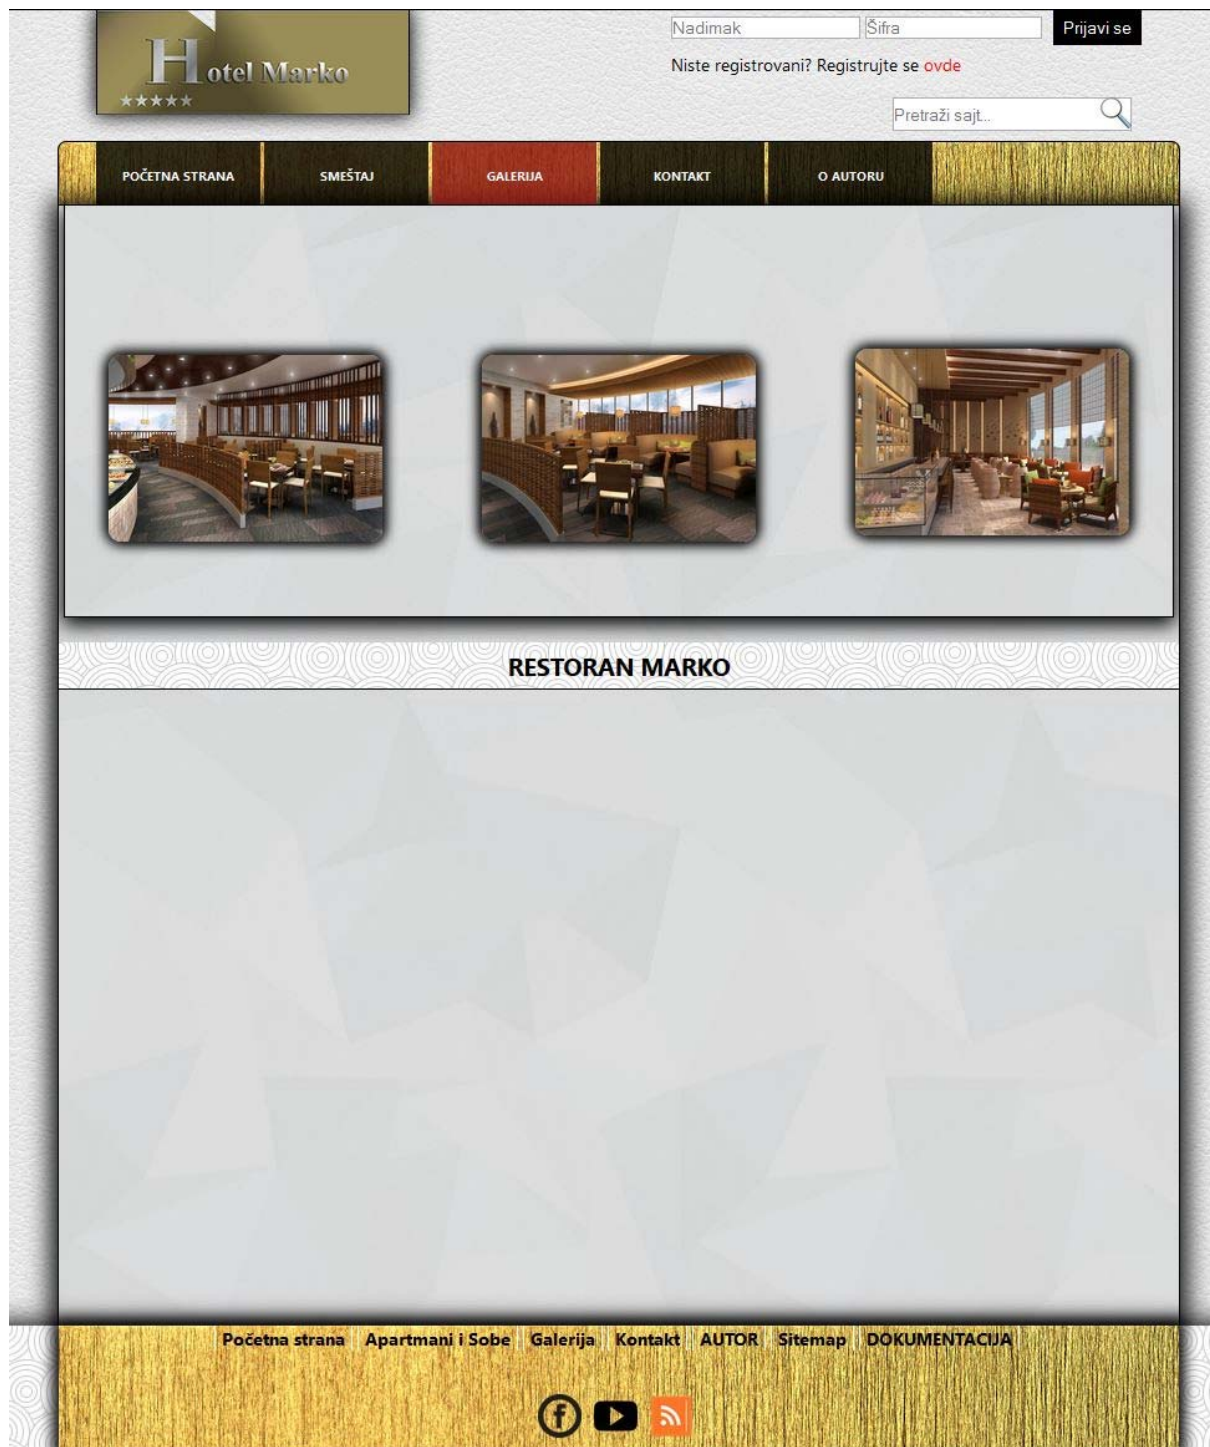 Hotel Marko
Nadimak Šifra Prijavi se
Niste registrovani? Registrujte se ovde
Pretraži sajt...
POČETNA STRANA SMEŠTAJ GALERIJA KONTAKT O AUTORU
RESTORAN MARKO
Početna strana Apartmani i Sobe Galerija Kontakt AUTOR Sitemap DOKUMENTACIJA